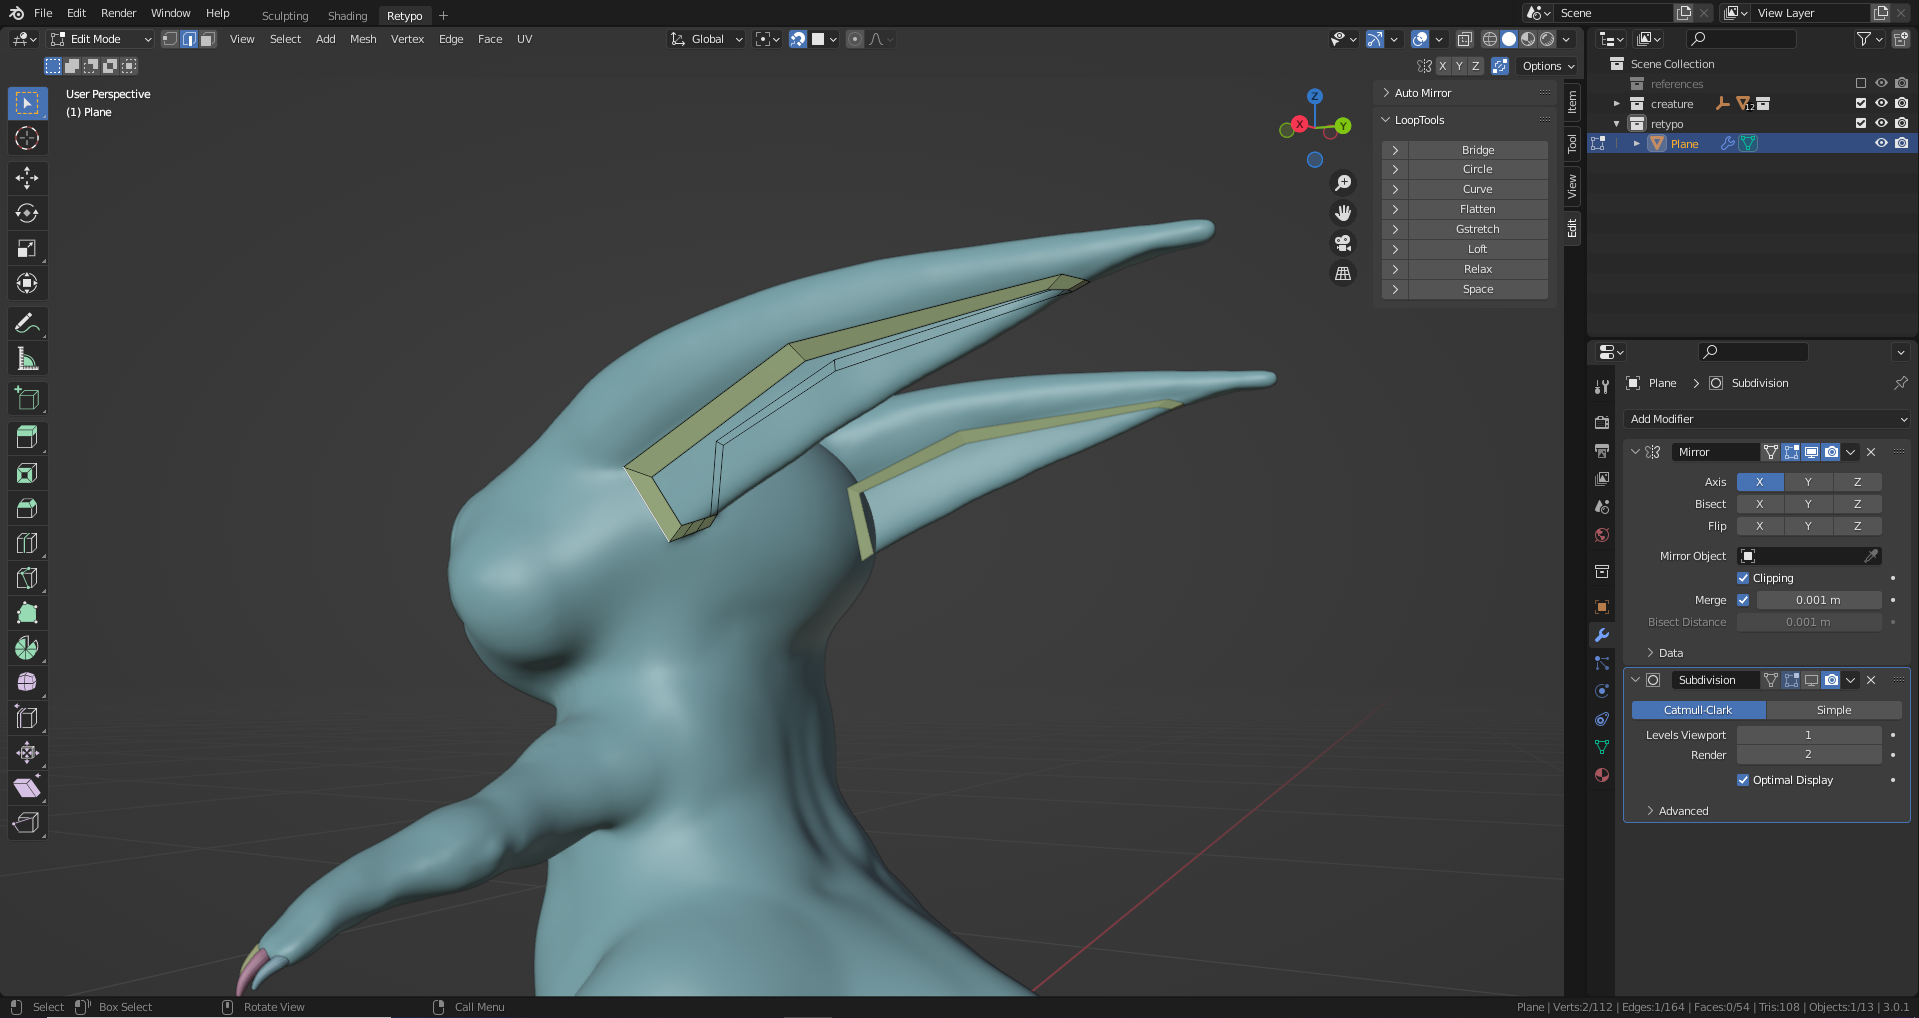 File Edit Render Window Help Sculpting Shading Retypo + Scene View Layer
Edit Mode View Select Add Mesh Vertex Edge Face UV Global
X Y Z Options
User Perspective
(1) Plane
Z
X
Y
Auto Mirror
LoopTools
Bridge
Circle
Curve
Flatten
Gstretch
Loft
Relax
Space
Item
Tool
View
Edit
Scene Collection
references
creature 12
retypo
Plane
Plane > Subdivision
Add Modifier
Mirror
Axis X Y Z
Bisect X Y Z
Flip X Y Z
Mirror Object
Clipping
Merge 0.001 m
Bisect Distance 0.001 m
Data
Subdivision
Catmull-Clark Simple
Levels Viewport 1
Render 2
Optimal Display
Advanced
Select Box Select Rotate View Call Menu
Plane | Verts:2/112 | Edges:1/164 | Faces:0/54 | Tris:108 | Objects:1/13 | 3.0.1